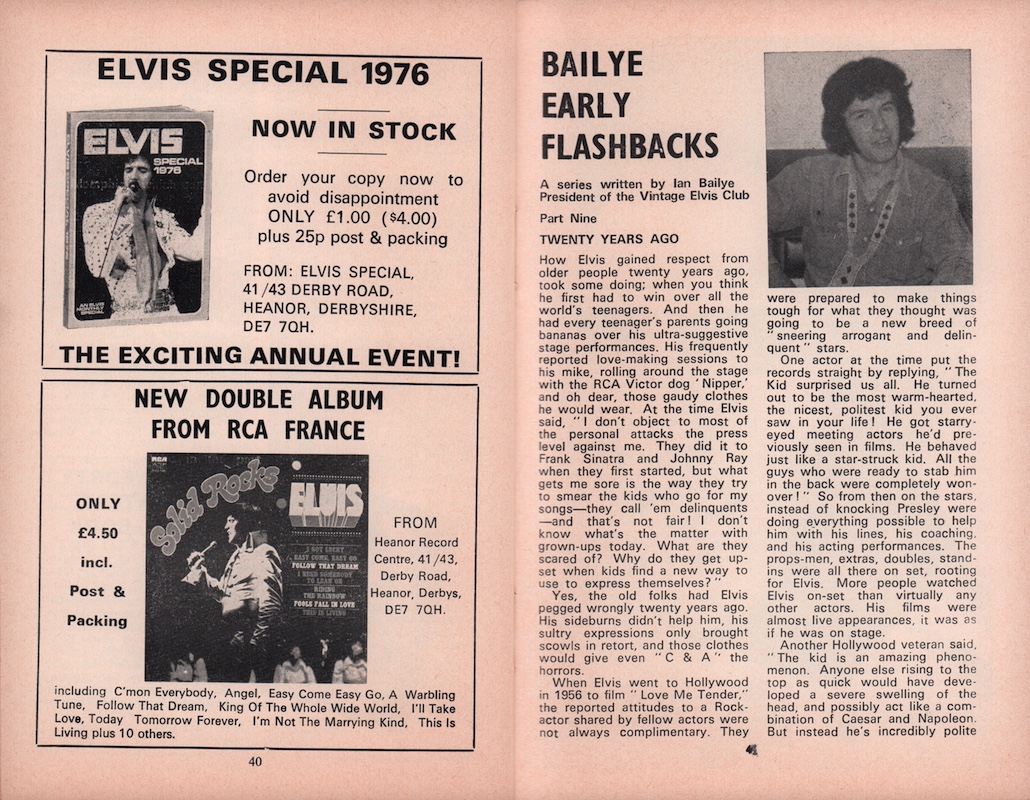 ELVIS SPECIAL 1976
ELVIS
SPECIAL
1976
AN ELVIS
MONTHLY
SPECIAL
NOW IN STOCK
Order your copy now to
avoid disappointment
ONLY £1.00 ($4.00)
plus 25p post & packing
FROM: ELVIS SPECIAL,
41/43 DERBY ROAD,
HEANOR, DERBYSHIRE,
DE7 7QH.
THE EXCITING ANNUAL EVENT!
NEW DOUBLE ALBUM
FROM RCA FRANCE
ONLY
£4.50
incl.
Post &
Packing
RCA
Solid Rocks
ELVIS
I GOT LUCKY
EASY COME, EASY GO
FOLLOW THAT DREAM
I NEED SOMEBODY
TO LEAN ON
RIDING
THE RAINBOW
FOOLS FALL IN LOVE
THIS IS LIVING
FROM
Heanor Record
Centre, 41/43,
Derby Road,
Heanor, Derbys,
DE7 7QH.
including C'mon Everybody, Angel, Easy Come Easy Go, A Warbling
Tune, Follow That Dream, King Of The Whole Wide World, I'll Take
Love, Today Tomorrow Forever, I'm Not The Marrying Kind, This Is
Living plus 10 others.
40
BAILYE
EARLY
FLASHBACKS
A series written by Ian Bailye
President of the Vintage Elvis Club
Part Nine
TWENTY YEARS AGO
How Elvis gained respect from
older people twenty years ago,
took some doing; when you think
he first had to win over all the
world's teenagers. And then he
had every teenager's parents going
bananas over his ultra-suggestive
stage performances. His frequently
reported love-making sessions to
his mike, rolling around the stage
with the RCA Victor dog 'Nipper,'
and oh dear, those gaudy clothes
he would wear. At the time Elvis
said, "I don't object to most of
the personal attacks the press
level against me. They did it to
Frank Sinatra and Johnny Ray
when they first started, but what
gets me sore is the way they try
to smear the kids who go for my
songs—they call 'em delinquents
—and that's not fair! I don't
know what's the matter with
grown-ups today. What are they
scared of? Why do they get up-
set when kids find a new way to
use to express themselves?"
Yes, the old folks had Elvis
pegged wrongly twenty years ago.
His sideburns didn't help him, his
sultry expressions only brought
scowls in retort, and those clothes
would give even "C & A" the
horrors.
When Elvis went to Hollywood
in 1956 to film "Love Me Tender,"
the reported attitudes to a Rock-
actor shared by fellow actors were
not always complimentary. They
were prepared to make things
tough for what they thought was
going to be a new breed of
"sneering arrogant and delin-
quent" stars.
One actor at the time put the
records straight by replying, "The
Kid surprised us all. He turned
out to be the most warm-hearted,
the nicest, politest kid you ever
saw in your life! He got starry-
eyed meeting actors he'd pre-
viously seen in films. He behaved
just like a star-struck kid. All the
guys who were ready to stab him
in the back were completely won-
over!" So from then on the stars,
instead of knocking Presley were
doing everything possible to help
him with his lines, his coaching,
and his acting performances. The
props-men, extras, doubles, stand-
ins were all there on set, rooting
for Elvis. More people watched
Elvis on-set than virtually any
other actors. His films were
almost live appearances, it was as
if he was on stage.
Another Hollywood veteran said,
"The kid is an amazing pheno-
menon. Anyone else rising to the
top as quick would have deve-
loped a severe swelling of the
head, and possibly act like a com-
bination of Caesar and Napoleon.
But instead he's incredibly polite